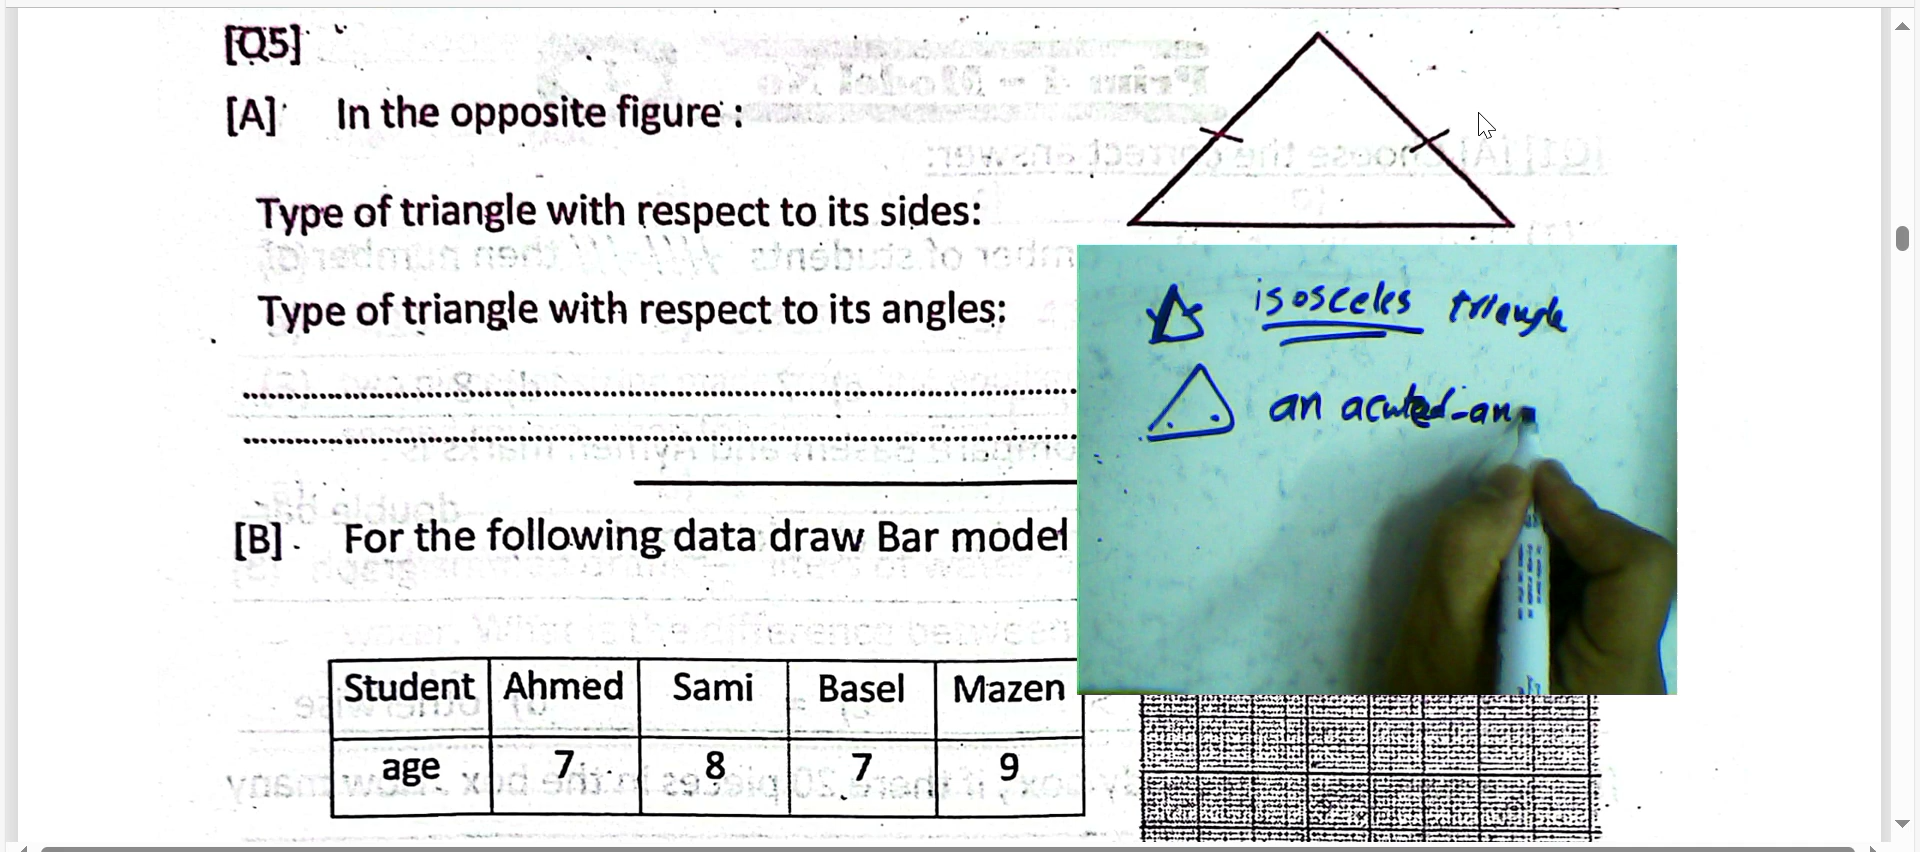 [Q5]
[A] In the opposite figure :
Type of triangle with respect to its sides:
Type of triangle with respect to its angles:
isosceles triangle
an acuted-an
[B] . For the following data draw Bar model
Student Ahmed Sami Basel Mazen
age 7 8 7 9